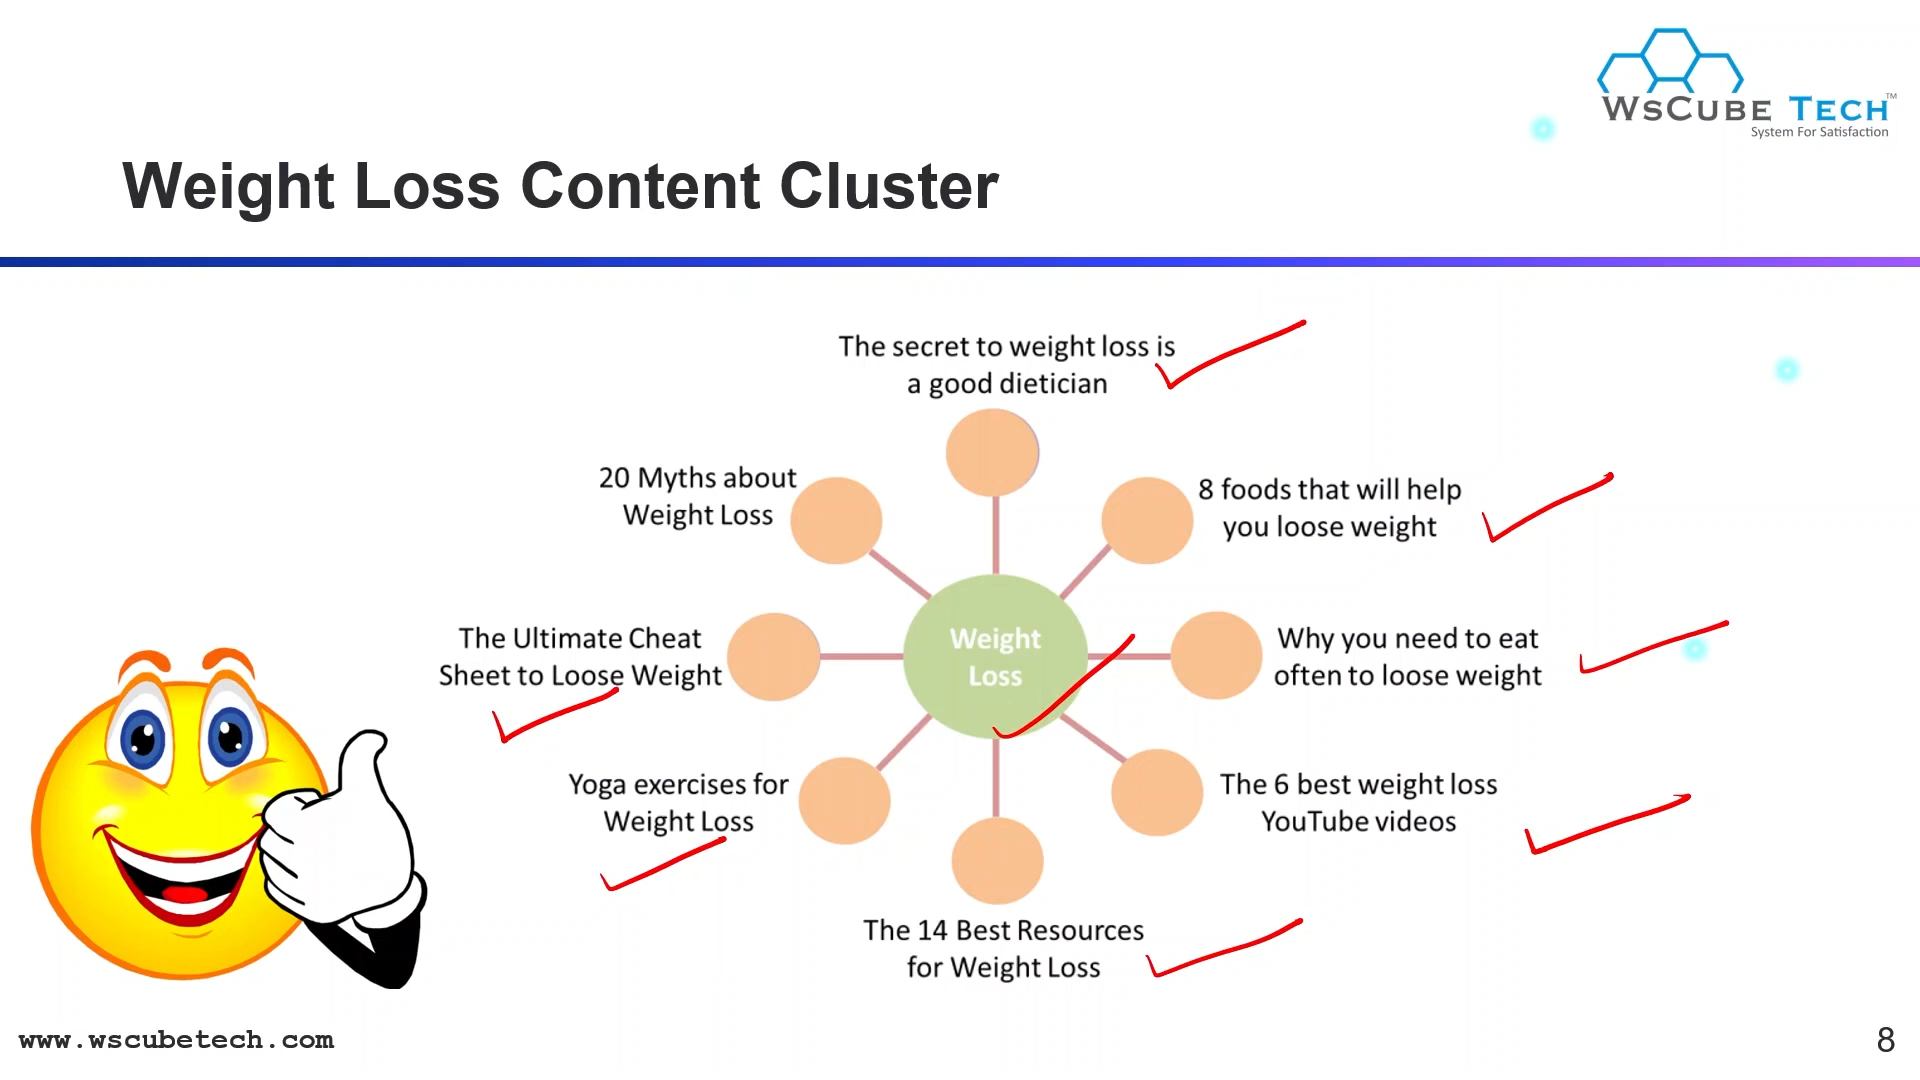 WsCube Tech™
System For Satisfaction
Weight Loss Content Cluster
The secret to weight loss is
a good dietician
20 Myths about
Weight Loss
8 foods that will help
you loose weight
The Ultimate Cheat
Sheet to Loose Weight
Weight
Loss
Why you need to eat
often to loose weight
Yoga exercises for
Weight Loss
The 6 best weight loss
YouTube videos
The 14 Best Resources
for Weight Loss
www.wscubetech.com
8